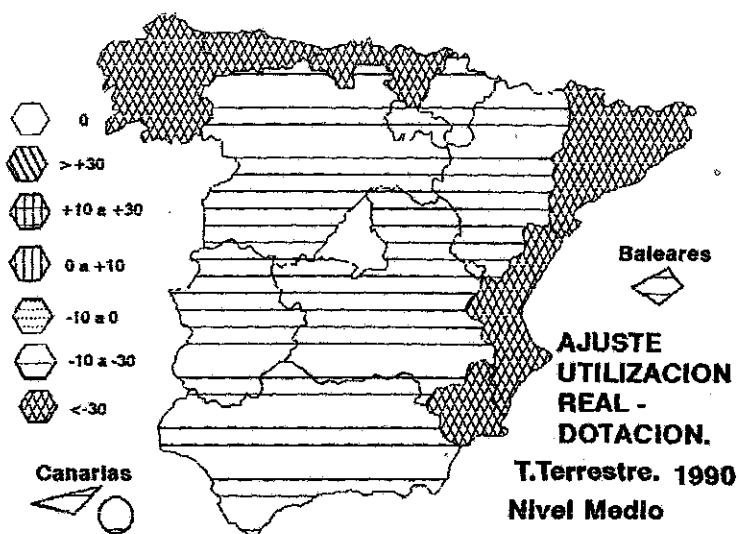 0
>+30
+10 a +30
0 a +10
-10 a 0
-10 a -30
<-30
Canarias
Baleares
AJUSTE
UTILIZACION
REAL -
DOTACION.
T.Terrestre. 1990
Nivel Medio